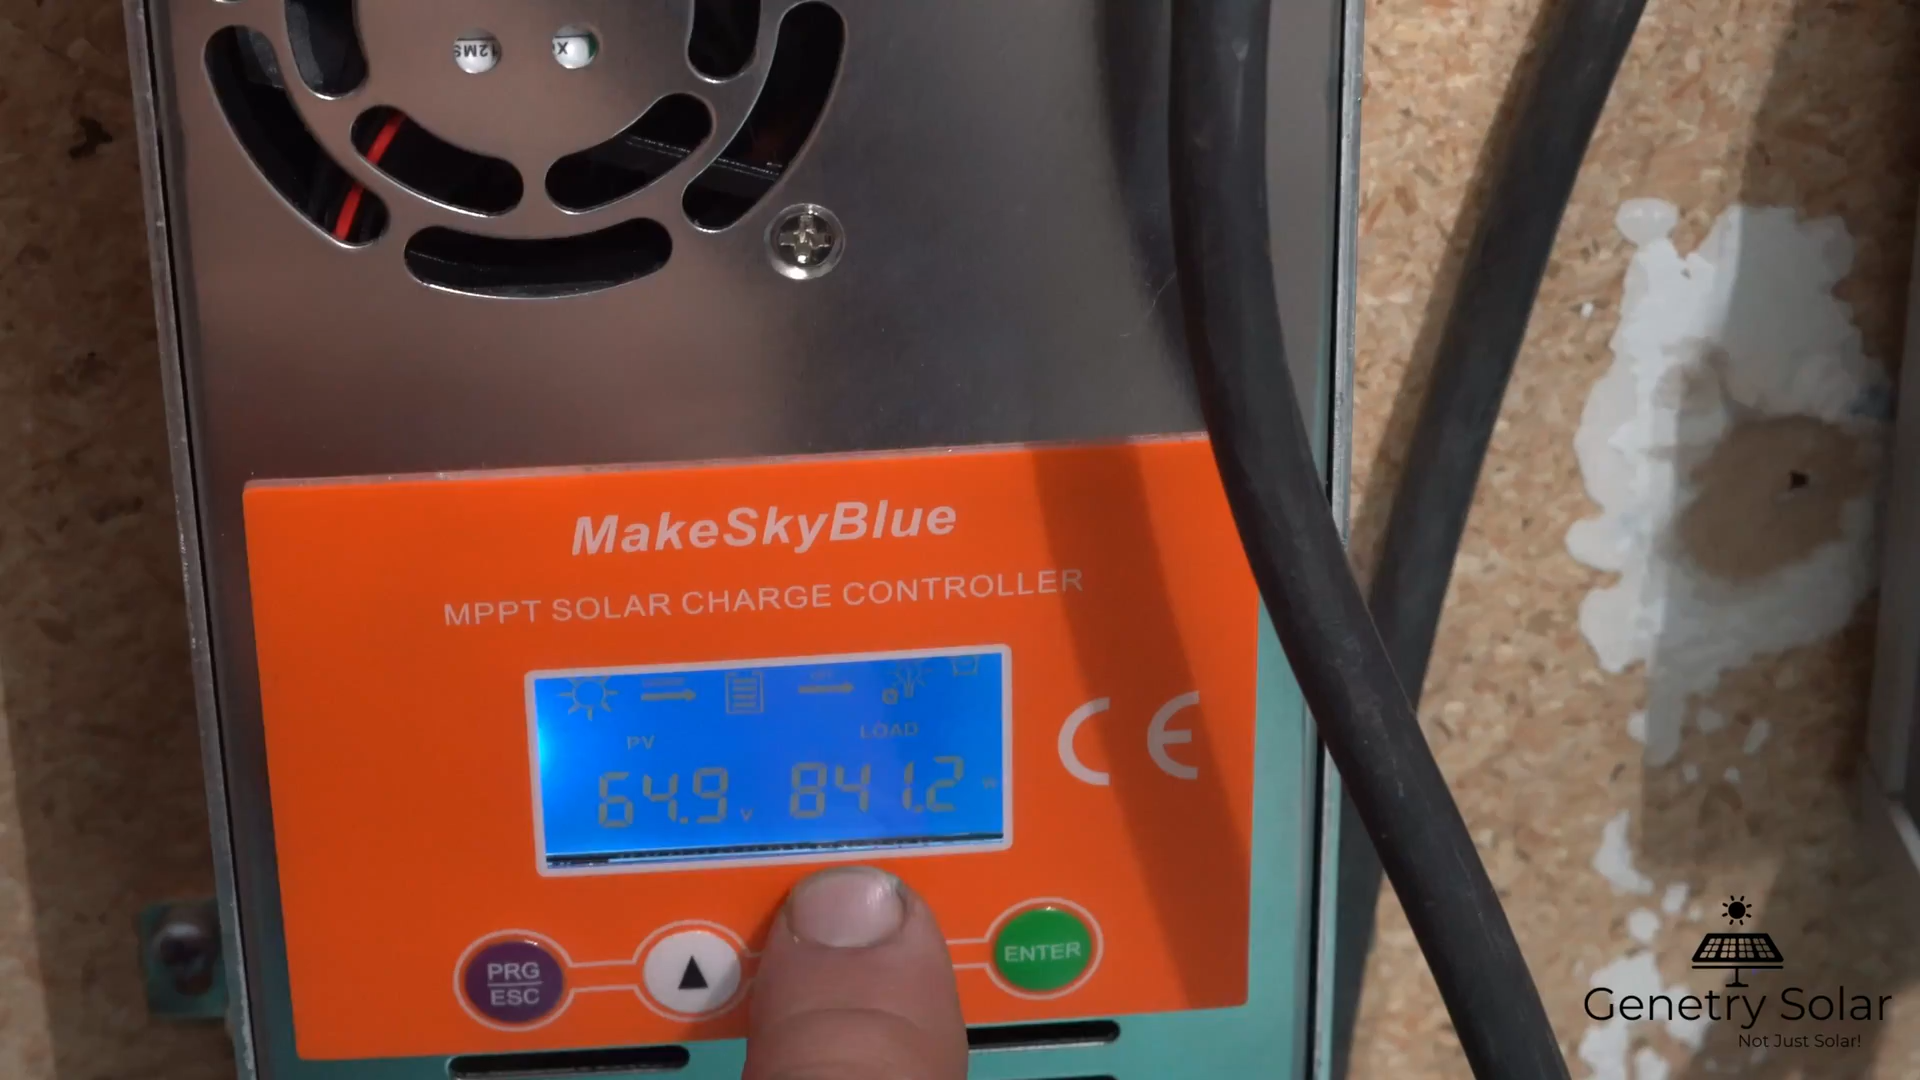 12MS
MakeSkyBlue
MPPT SOLAR CHARGE CONTROLLER
PV
LOAD
64.9 V
841.2 W
CE
PRG
ESC
ENTER
Genetry Solar
Not Just Solar!